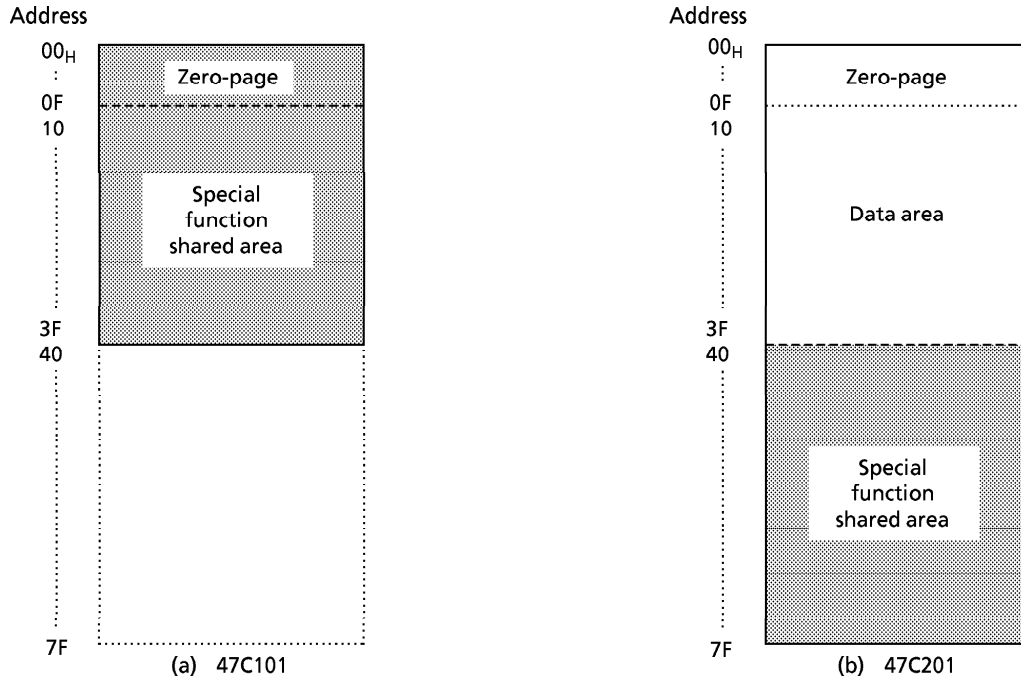 Address
00H
Zero-page
0F
10
Special
function
shared area
3F
40
7F
(a) 47C101
Address
00H
Zero-page
0F
10
Data area
3F
40
Special
function
shared area
7F
(b) 47C201